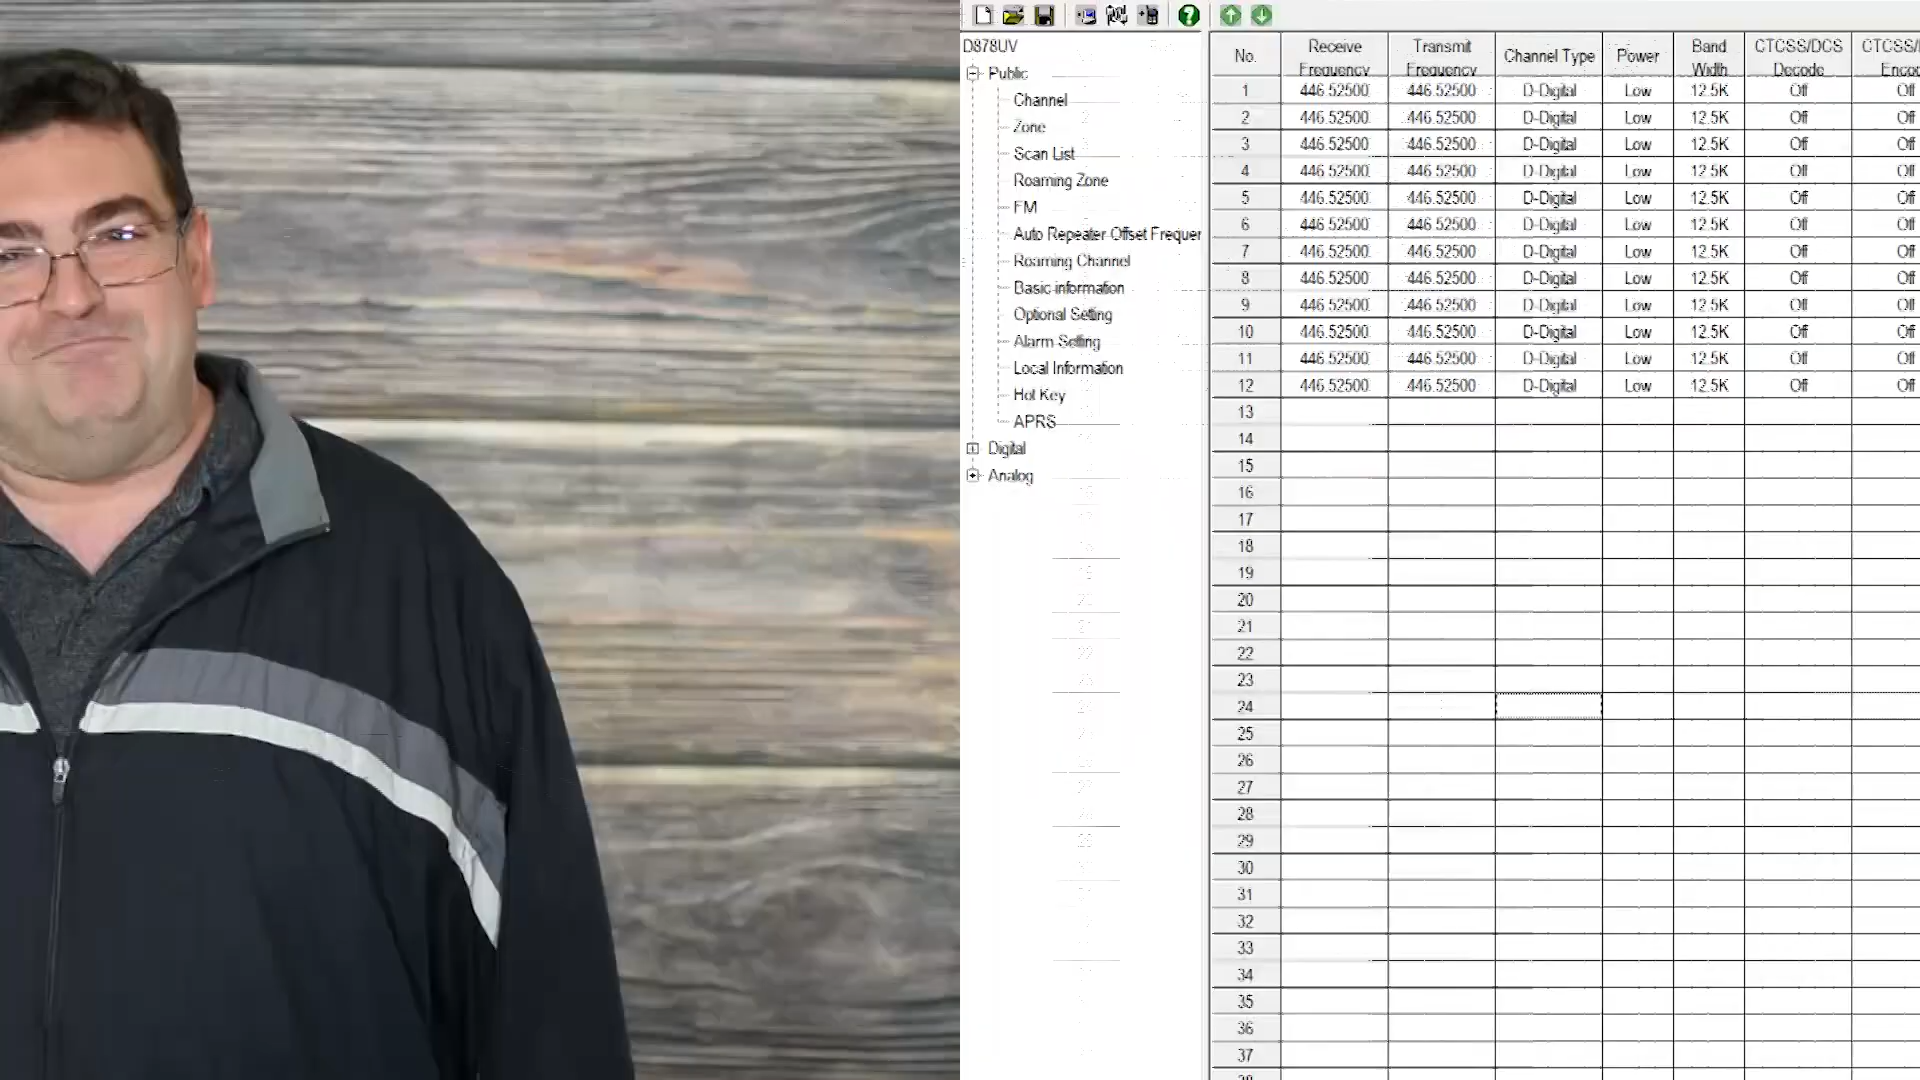 D878UV
Public
Channel
Zone
Scan List
Roaming Zone
FM
Auto Repeater Offset Frequer
Roaming Channel
Basic information
Optional Setting
Alarm Setting
Local Information
Hot Key
APRS
Digital
Analog
No. Receive Frequency Transmit Frequency Channel Type Power Band Width CTCSS/DCS Decode CTCSS/ Enco
1 446.52500 446.52500 D-Digital Low 12.5K Off Off
2 446.52500 446.52500 D-Digital Low 12.5K Off Off
3 446.52500 446.52500 D-Digital Low 12.5K Off Off
4 446.52500 446.52500 D-Digital Low 12.5K Off Off
5 446.52500 446.52500 D-Digital Low 12.5K Off Off
6 446.52500 446.52500 D-Digital Low 12.5K Off Off
7 446.52500 446.52500 D-Digital Low 12.5K Off Off
8 446.52500 446.52500 D-Digital Low 12.5K Off Off
9 446.52500 446.52500 D-Digital Low 12.5K Off Off
10 446.52500 446.52500 D-Digital Low 12.5K Off Off
11 446.52500 446.52500 D-Digital Low 12.5K Off Off
12 446.52500 446.52500 D-Digital Low 12.5K Off Off
13
14
15
16
17
18
19
20
21
22
23
24
25
26
27
28
29
30
31
32
33
34
35
36
37